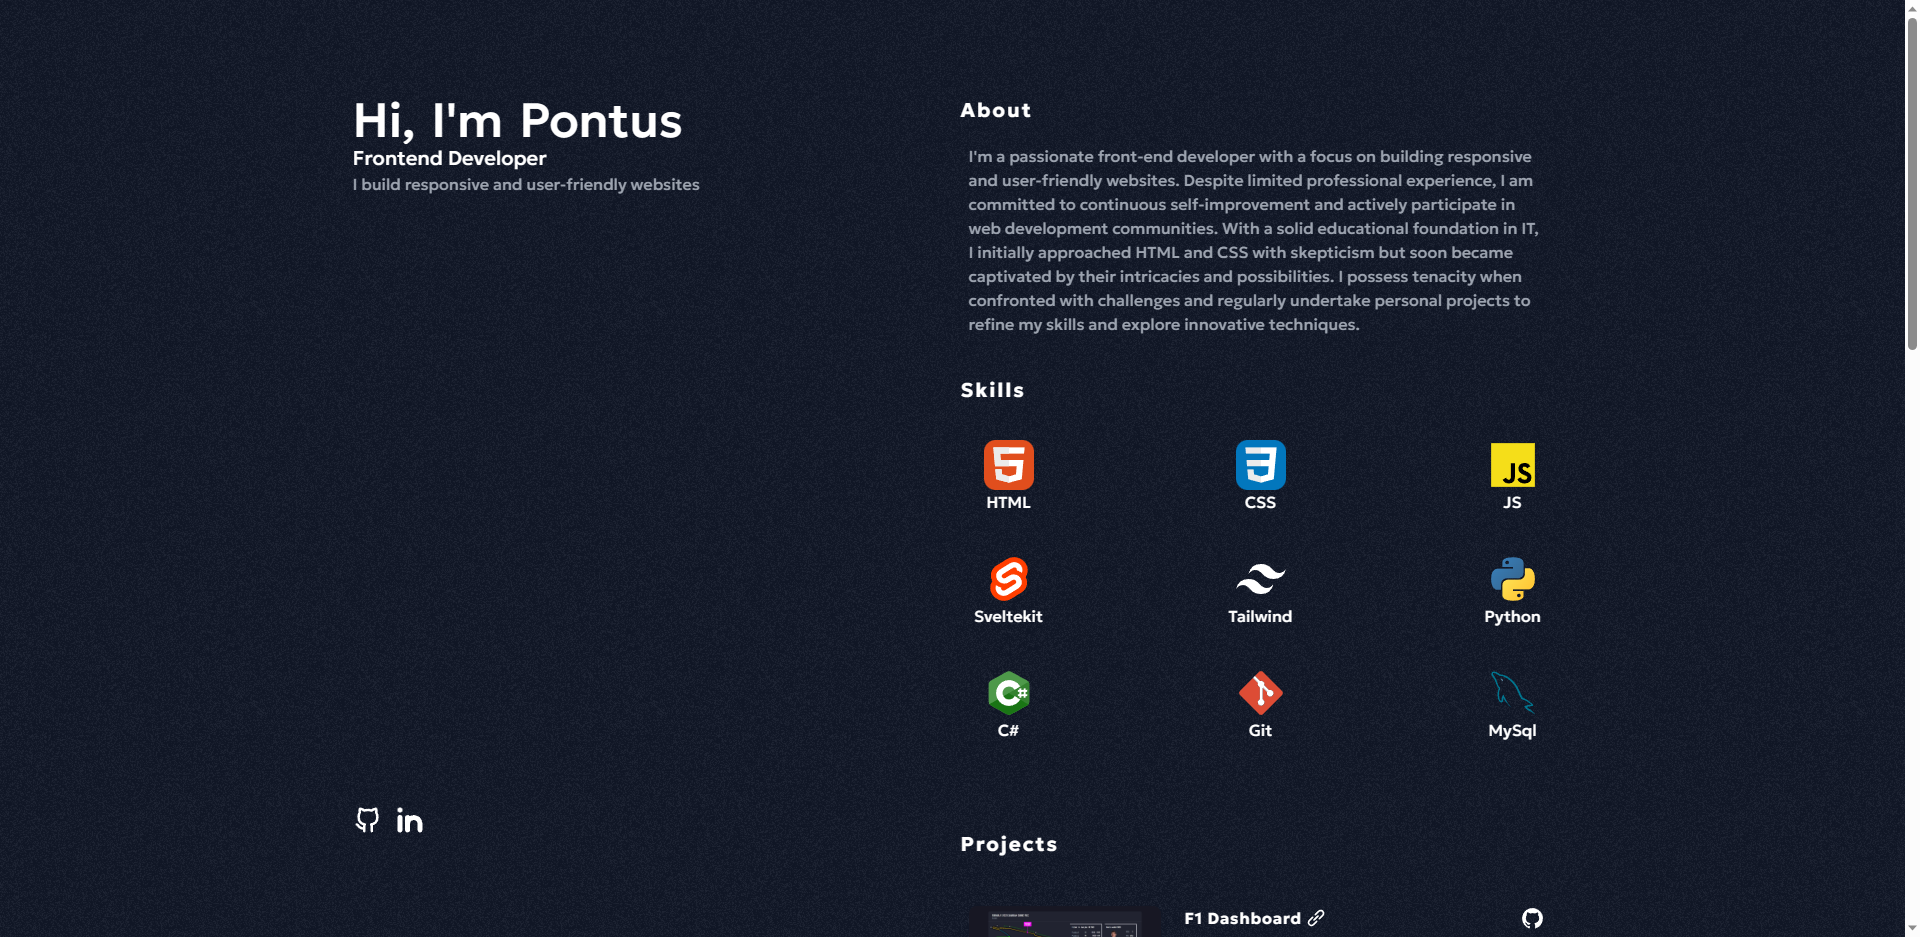 Hi, I'm Pontus
Frontend Developer
I build responsive and user-friendly websites
About
I'm a passionate front-end developer with a focus on building responsive
and user-friendly websites. Despite limited professional experience, I am
committed to continuous self-improvement and actively participate in
web development communities. With a solid educational foundation in IT,
I initially approached HTML and CSS with skepticism but soon became
captivated by their intricacies and possibilities. I possess tenacity when
confronted with challenges and regularly undertake personal projects to
refine my skills and explore innovative techniques.
Skills
HTML
CSS
JS
JS
Sveltekit
Tailwind
Python
C#
Git
MySql
in
Projects
F1 Dashboard